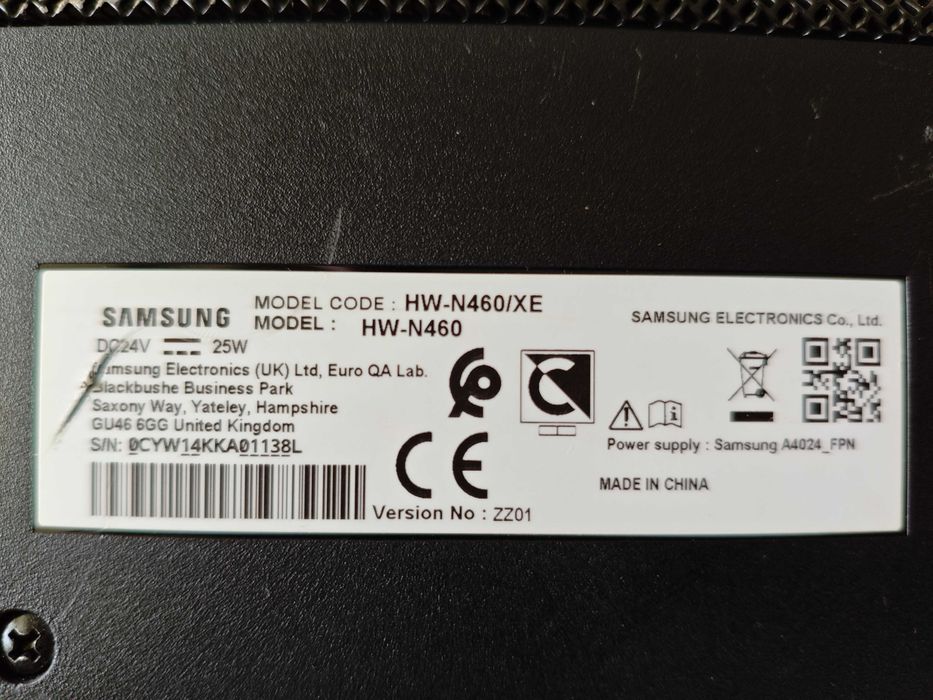 SAMSUNG
MODEL CODE : HW-N460/XE
MODEL : HW-N460
DC24V 25W
Samsung Electronics (UK) Ltd, Euro QA Lab.
Blackbushe Business Park
Saxony Way, Yateley, Hampshire
GU46 6GG United Kingdom
S/N: 0CYW14KKA01138L
CE
Version No : ZZ01
SAMSUNG ELECTRONICS Co., Ltd.
Power supply : Samsung A4024_FPN
MADE IN CHINA